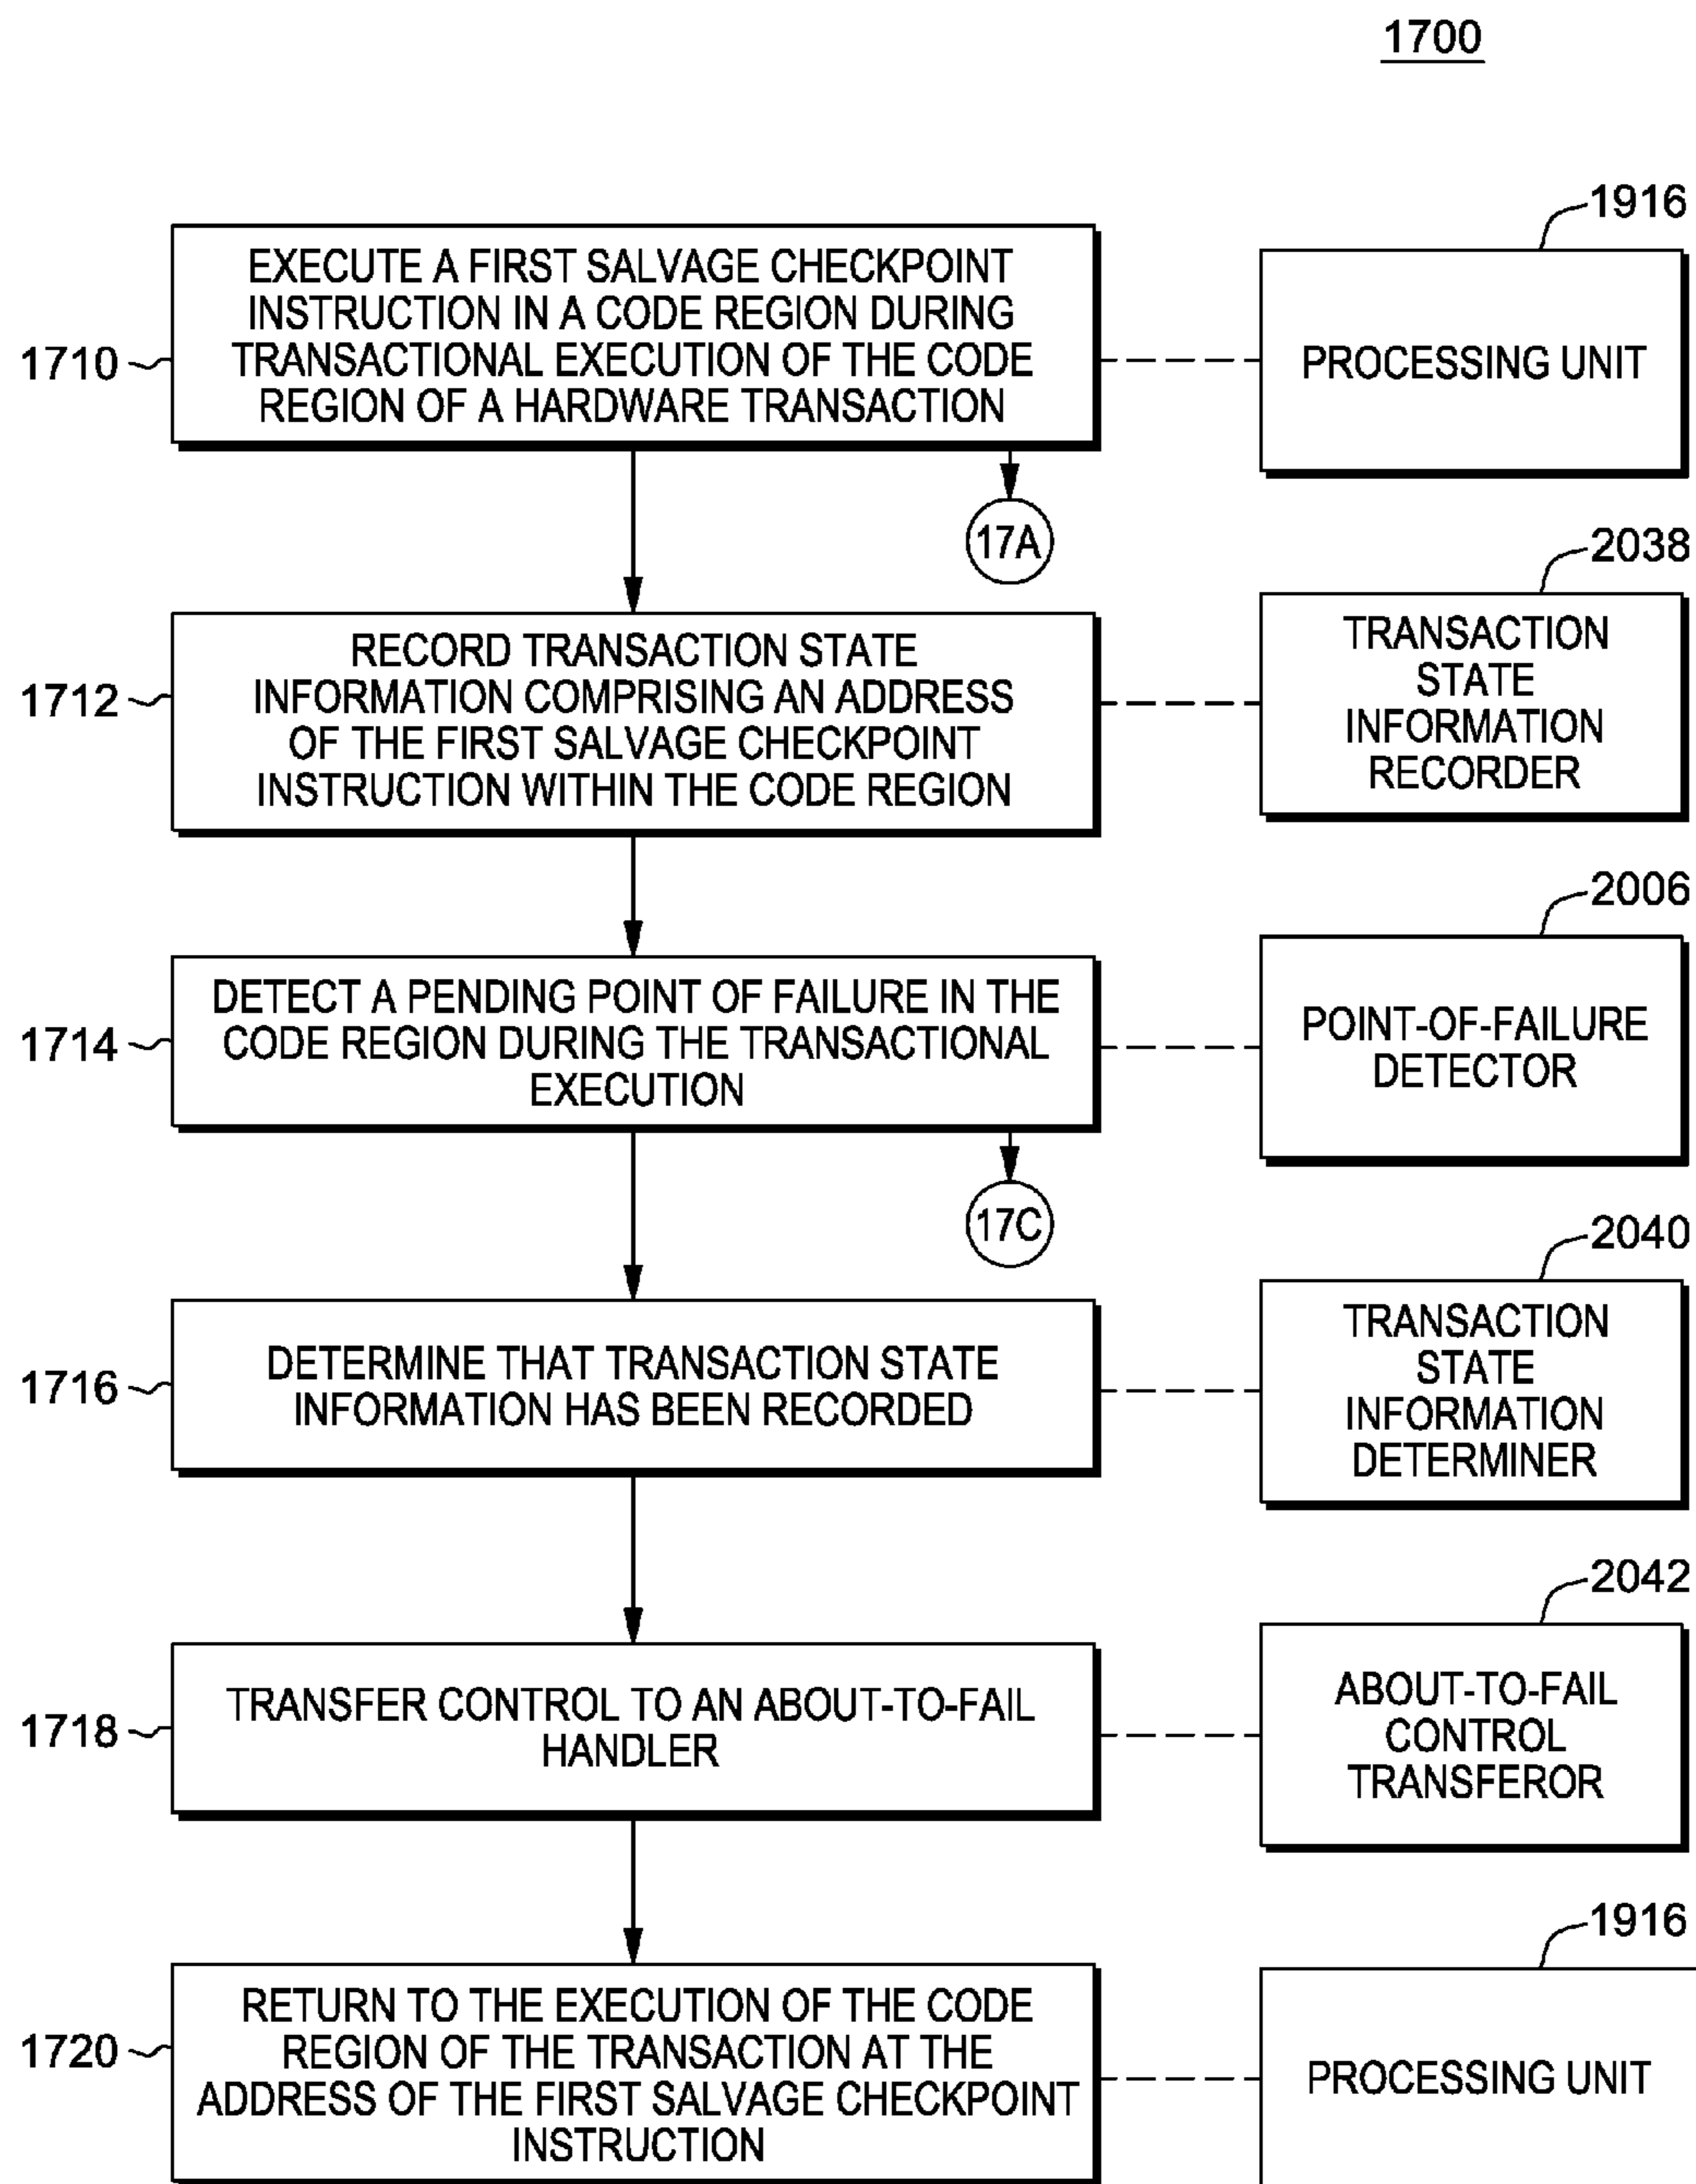 1700
1710
EXECUTE A FIRST SALVAGE CHECKPOINT
INSTRUCTION IN A CODE REGION DURING
TRANSACTIONAL EXECUTION OF THE CODE
REGION OF A HARDWARE TRANSACTION
1916
PROCESSING UNIT
17A
1712
RECORD TRANSACTION STATE
INFORMATION COMPRISING AN ADDRESS
OF THE FIRST SALVAGE CHECKPOINT
INSTRUCTION WITHIN THE CODE REGION
2038
TRANSACTION
STATE
INFORMATION
RECORDER
1714
DETECT A PENDING POINT OF FAILURE IN THE
CODE REGION DURING THE TRANSACTIONAL
EXECUTION
2006
POINT-OF-FAILURE
DETECTOR
17C
1716
DETERMINE THAT TRANSACTION STATE
INFORMATION HAS BEEN RECORDED
2040
TRANSACTION
STATE
INFORMATION
DETERMINER
1718
TRANSFER CONTROL TO AN ABOUT-TO-FAIL
HANDLER
2042
ABOUT-TO-FAIL
CONTROL
TRANSFEROR
1720
RETURN TO THE EXECUTION OF THE CODE
REGION OF THE TRANSACTION AT THE
ADDRESS OF THE FIRST SALVAGE CHECKPOINT
INSTRUCTION
1916
PROCESSING UNIT